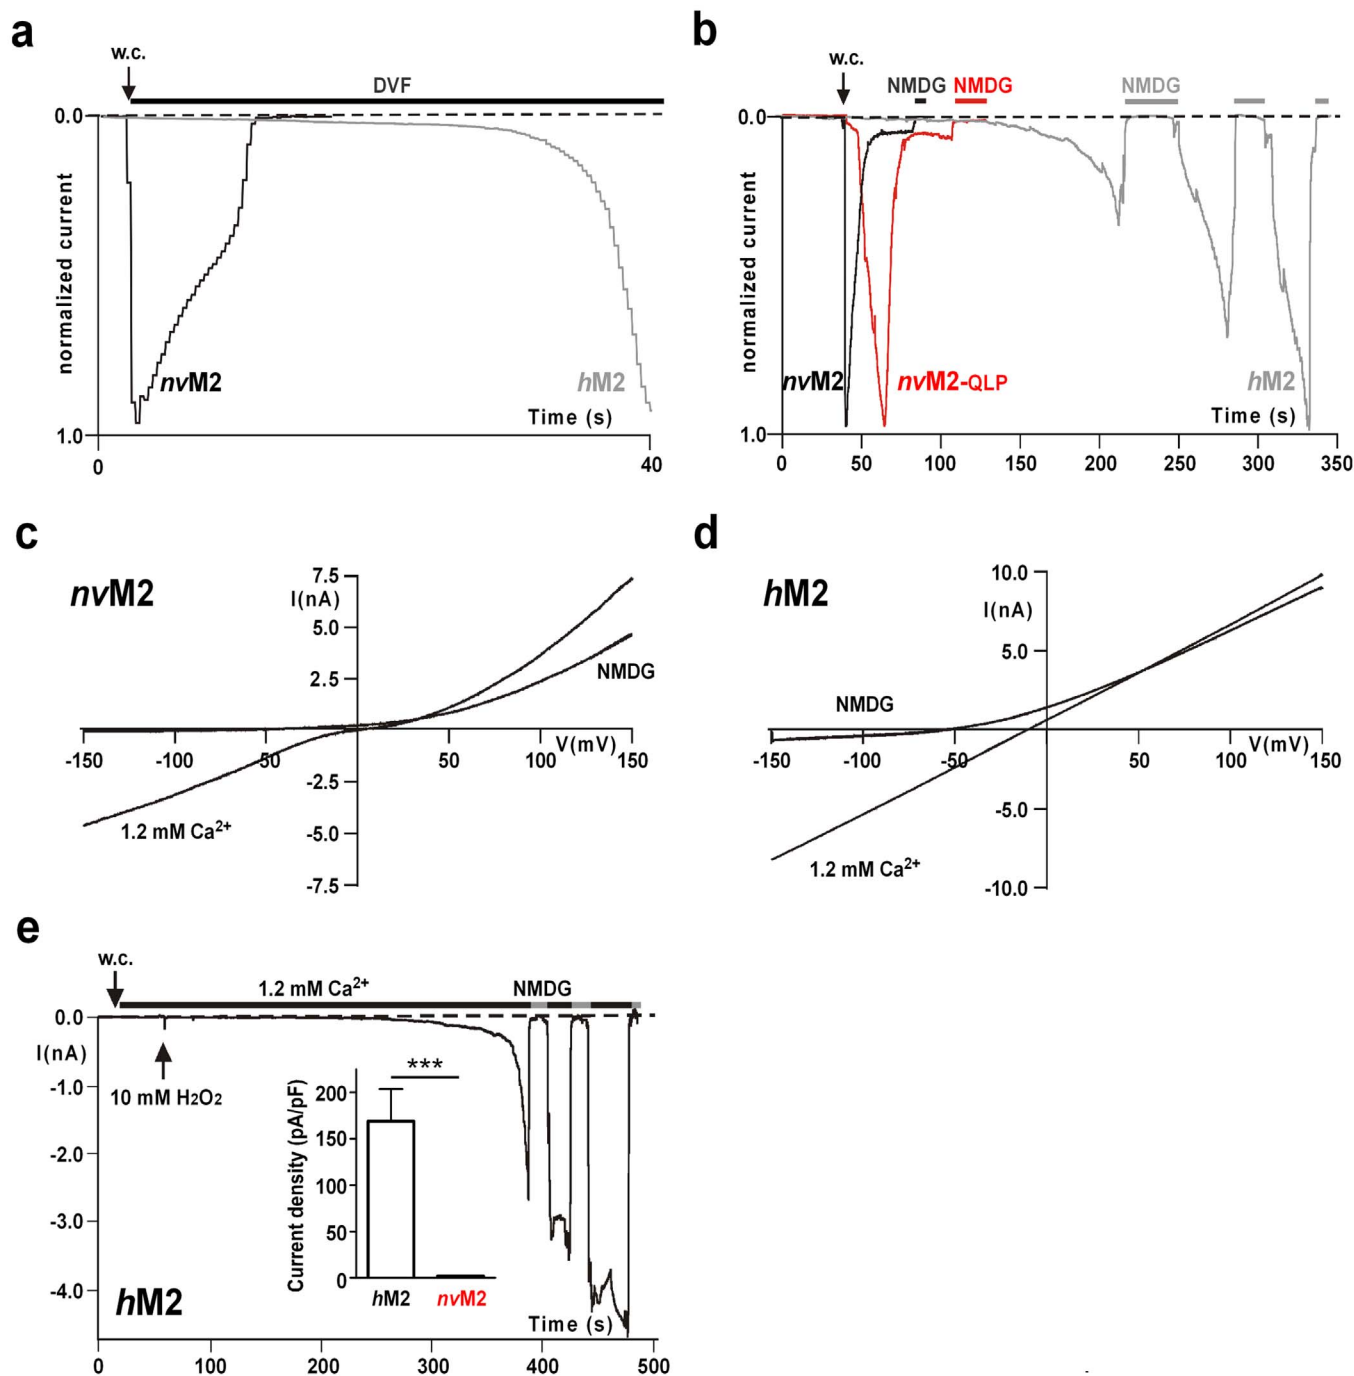 a
w.c.
DVF
0.0
normalized current
nvM2
hM2
Time (s)
1.0
0
40
b
w.c.
NMDG
NMDG
NMDG
0.0
normalized current
nvM2
nvM2-QLP
hM2
Time (s)
1.0
0
50
100
150
200
250
300
350
c
nvM2
7.5
I(nA)
5.0
2.5
NMDG
V(mV)
-150
-100
-50
50
100
150
-2.5
1.2 mM Ca2+
-5.0
-7.5
d
hM2
10.0
I(nA)
5.0
NMDG
V(mV)
-150
-100
-50
50
100
150
-5.0
1.2 mM Ca2+
-10.0
e
w.c.
1.2 mM Ca2+
NMDG
0.0
I(nA)
-1.0
10 mM H2O2
-2.0
-3.0
-4.0
***
Current density (pA/pF)
200
150
100
50
0
hM2
nvM2
hM2
Time (s)
0
100
200
300
400
500